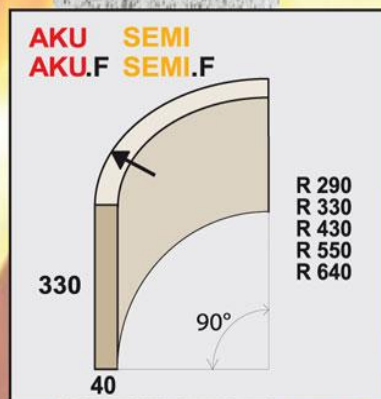 AKU SEMI
AKU.F SEMI.F
R 290
R 330
R 430
R 550
R 640
330
90°
40